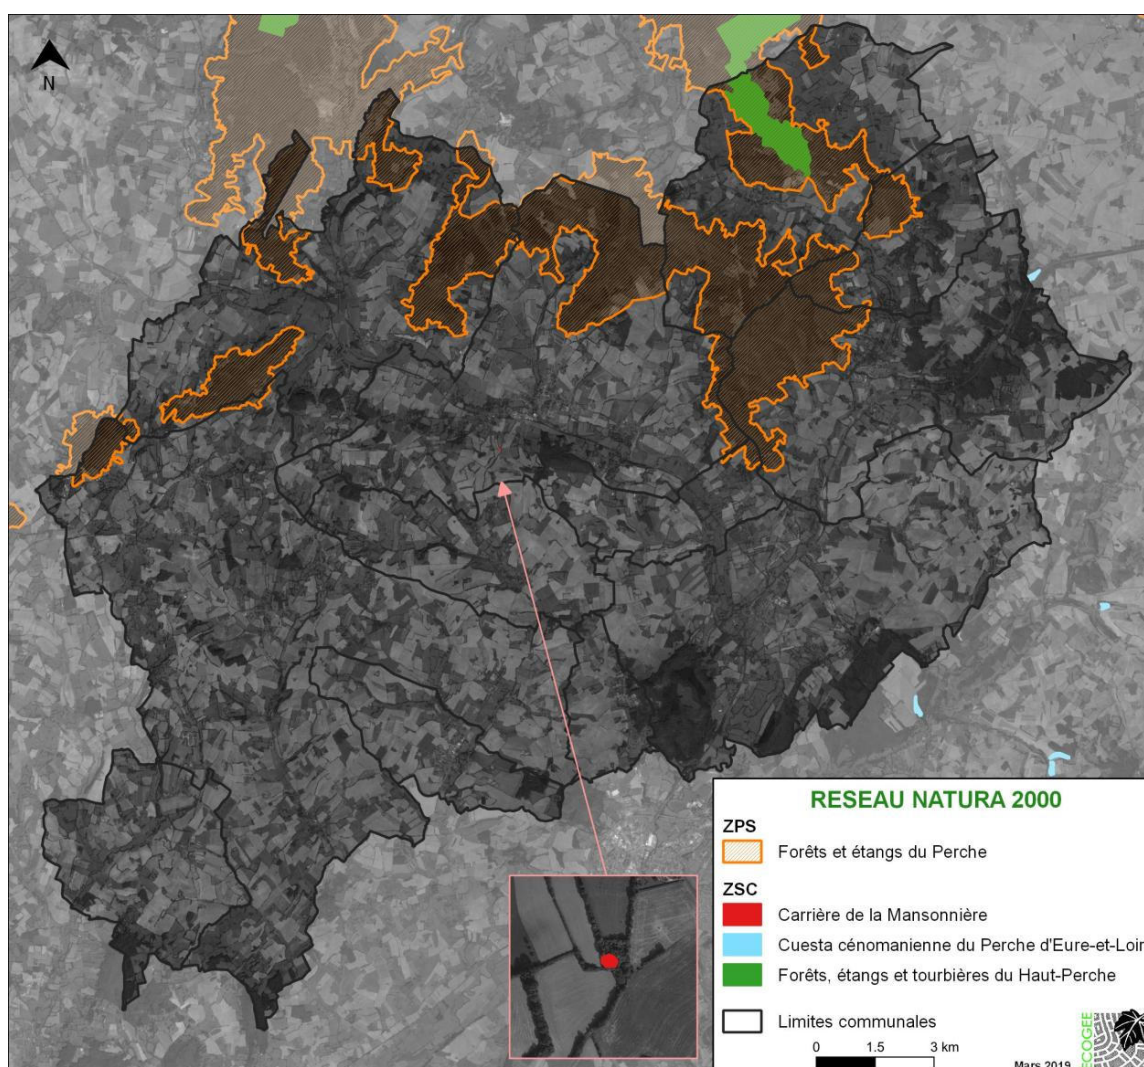 N
RESEAU NATURA 2000
ZPS
Forêts et étangs du Perche
ZSC
Carrière de la Mansonnière
Cuesta cénomanienne du Perche d'Eure-et-Loir
Forêts, étangs et tourbières du Haut-Perche
Limites communales
0 1.5 3 km
Mars 2019
ECOGEE